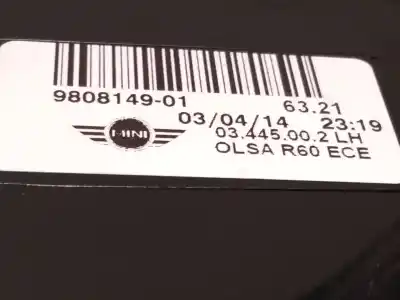 9808149-01 63.21
03/04/14 23:19
MINI 03.445.00.2 LH
OLSA R60 ECE